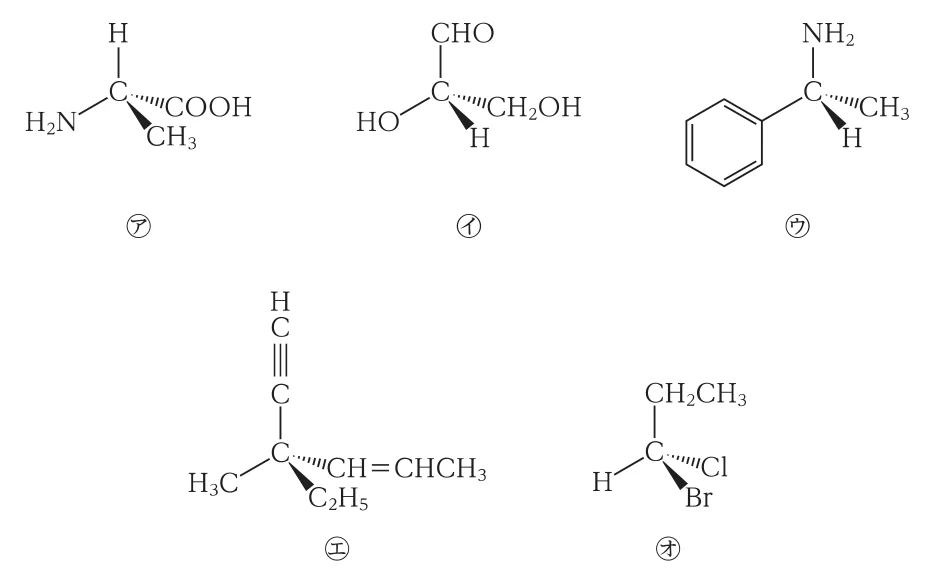 H
C
H₂N
COOH
CH₃
㋐
CHO
C
HO
CH₂OH
H
㋑
NH₂
C
CH₃
H
㋒
H
C
C
C
H₃C
CH=CHCH₃
C₂H₅
㋓
CH₂CH₃
C
H
Cl
Br
㋔